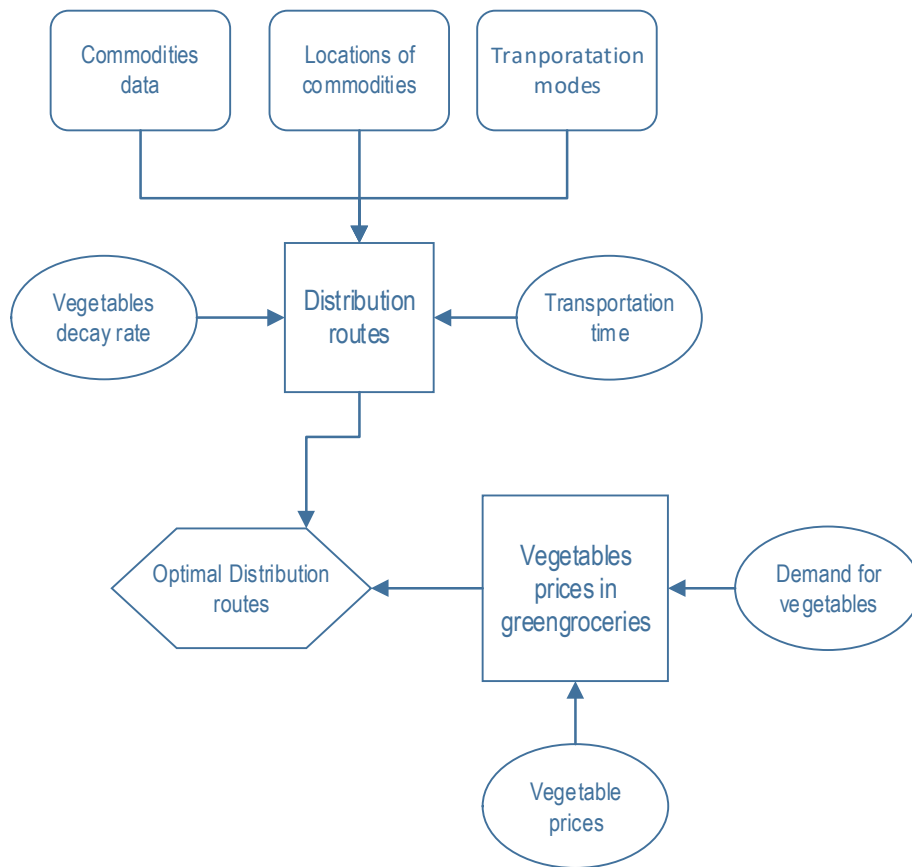 Commodities
data
Locations of
commodities
Tranporatation
modes
Vegetables
decay rate
Distribution
routes
Transportation
time
Optimal Distribution
routes
Vegetables
prices in
greengroceries
Demand for
vegetables
Vegetable
prices